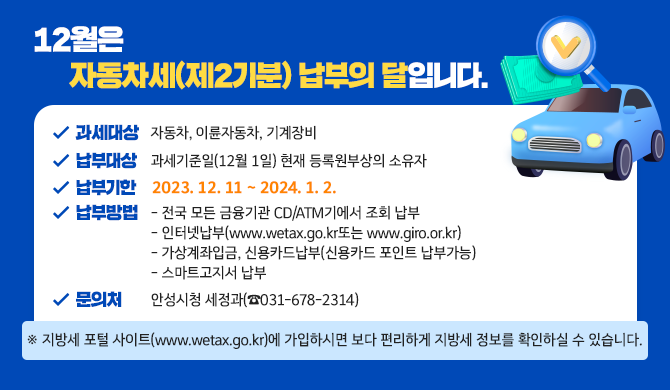 12월은
자동차세(제2기분) 납부의 달입니다.
✓ 과세대상 자동차, 이륜자동차, 기계장비
✓ 납부대상 과세기준일(12월 1일) 현재 등록원부상의 소유자
✓ 납부기한 2023. 12. 11 ~ 2024. 1. 2.
✓ 납부방법 - 전국 모든 금융기관 CD/ATM기에서 조회 납부
- 인터넷납부(www.wetax.go.kr또는 www.giro.or.kr)
- 가상계좌입금, 신용카드납부(신용카드 포인트 납부가능)
- 스마트고지서 납부
✓ 문의처 안성시청 세정과(☎031-678-2314)
※ 지방세 포털 사이트(www.wetax.go.kr)에 가입하시면 보다 편리하게 지방세 정보를 확인하실 수 있습니다.